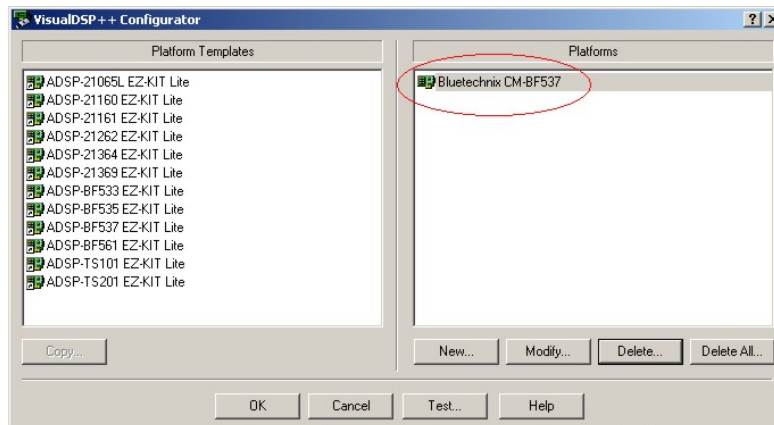 VisualDSP++ Configurator
Platform Templates
ADSP-21065L EZ-KIT Lite
ADSP-21160 EZ-KIT Lite
ADSP-21161 EZ-KIT Lite
ADSP-21262 EZ-KIT Lite
ADSP-21364 EZ-KIT Lite
ADSP-21369 EZ-KIT Lite
ADSP-BF533 EZ-KIT Lite
ADSP-BF535 EZ-KIT Lite
ADSP-BF537 EZ-KIT Lite
ADSP-BF561 EZ-KIT Lite
ADSP-TS101 EZ-KIT Lite
ADSP-TS201 EZ-KIT Lite
Copy...
Platforms
Bluetechnix CM-BF537
New... Modify... Delete... Delete All...
OK Cancel Test... Help